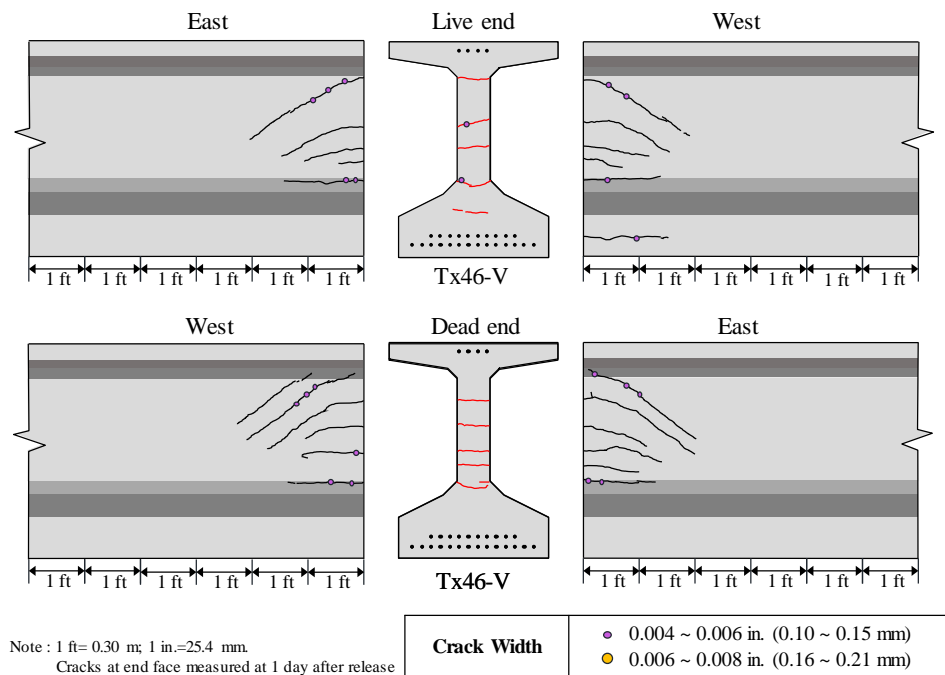 East Live end West
1 ft 1 ft 1 ft 1 ft 1 ft 1 ft Tx46-V 1 ft 1 ft 1 ft 1 ft 1 ft 1 ft
West Dead end East
1 ft 1 ft 1 ft 1 ft 1 ft 1 ft Tx46-V 1 ft 1 ft 1 ft 1 ft 1 ft 1 ft
Note : 1 ft= 0.30 m; 1 in.=25.4 mm.
Cracks at end face measured at 1 day after release
Crack Width
0.004 ~ 0.006 in. (0.10 ~ 0.15 mm)
0.006 ~ 0.008 in. (0.16 ~ 0.21 mm)